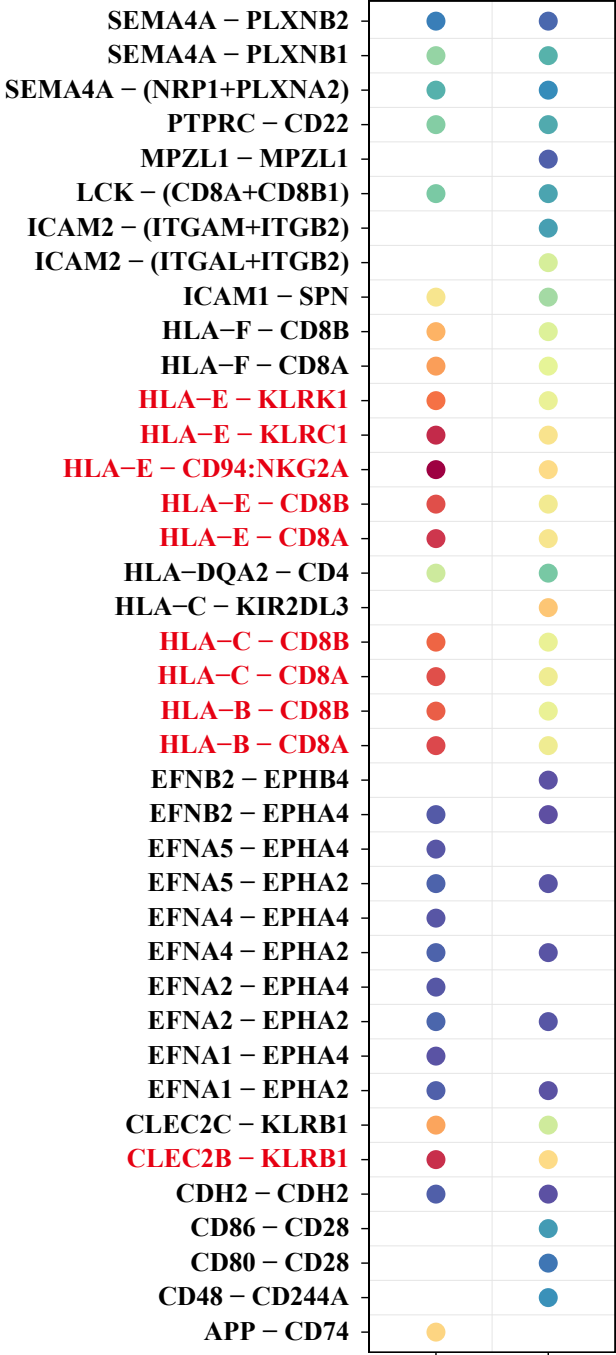 SEMA4A − PLXNB2
SEMA4A − PLXNB1
SEMA4A − (NRP1+PLXNA2)
PTPRC − CD22
MPZL1 − MPZL1
LCK − (CD8A+CD8B1)
ICAM2 − (ITGAM+ITGB2)
ICAM2 − (ITGAL+ITGB2)
ICAM1 − SPN
HLA−F − CD8B
HLA−F − CD8A
HLA−E − KLRK1
HLA−E − KLRC1
HLA−E − CD94:NKG2A
HLA−E − CD8B
HLA−E − CD8A
HLA−DQA2 − CD4
HLA−C − KIR2DL3
HLA−C − CD8B
HLA−C − CD8A
HLA−B − CD8B
HLA−B − CD8A
EFNB2 − EPHB4
EFNB2 − EPHA4
EFNA5 − EPHA4
EFNA5 − EPHA2
EFNA4 − EPHA4
EFNA4 − EPHA2
EFNA2 − EPHA4
EFNA2 − EPHA2
EFNA1 − EPHA4
EFNA1 − EPHA2
CLEC2C − KLRB1
CLEC2B − KLRB1
CDH2 − CDH2
CD86 − CD28
CD80 − CD28
CD48 − CD244A
APP − CD74